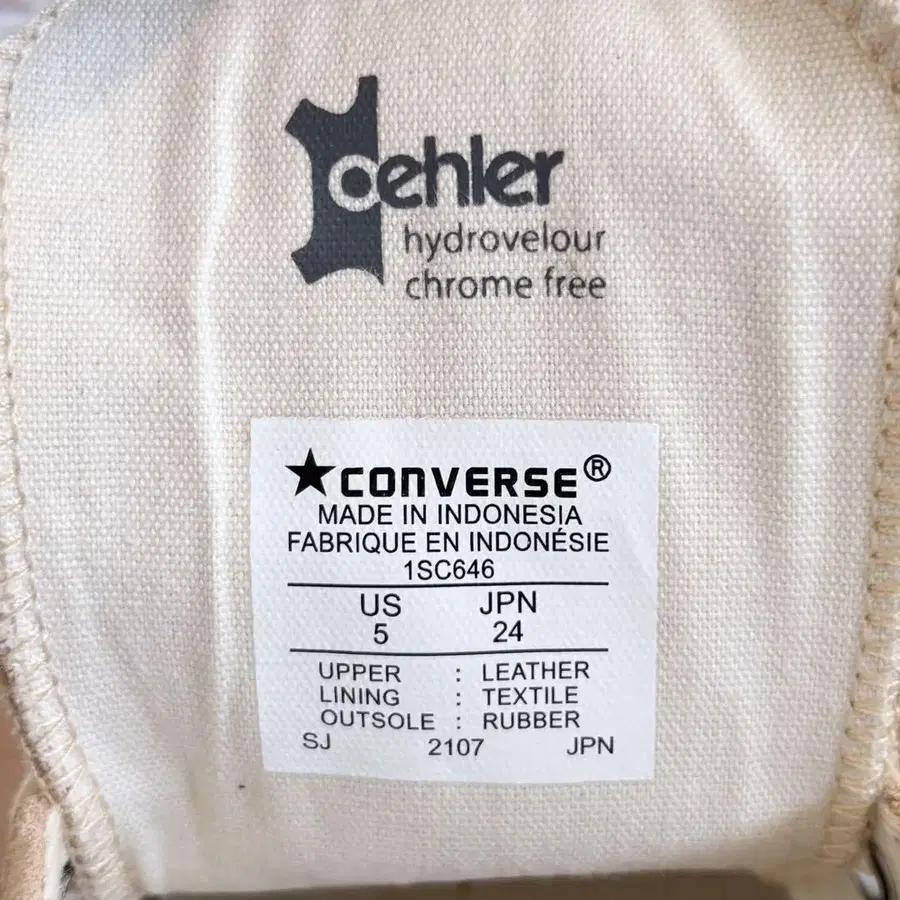 oehler
hydrovelour
chrome free
★CONVERSE®
MADE IN INDONESIA
FABRIQUE EN INDONÉSIE
1SC646
US JPN
5 24
UPPER : LEATHER
LINING : TEXTILE
OUTSOLE : RUBBER
SJ 2107 JPN